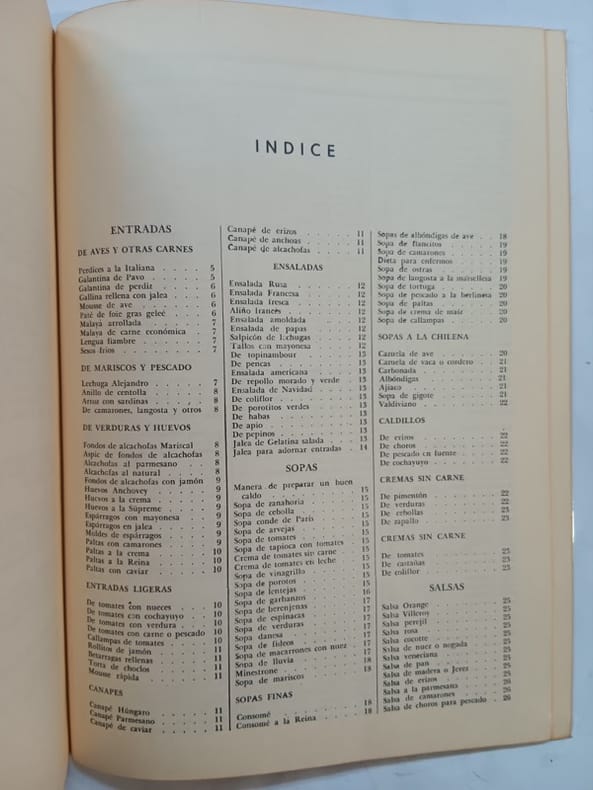 INDICE
ENTRADAS
DE AVES Y OTRAS CARNES
Perdices a la Italiana . . . . 5
Galantina de Pavo . . . . . 5
Galantina de perdiz . . . . . 6
Gallina rellena con jalea . . . 6
Mousse de ave . . . . . 6
Paté de foie gras geleé . . . 6
Malaya arrollada . . . . . 7
Malaya de carne económica . . 7
Lengua fiambre . . . . . 7
Sesos fríos . . . . . 7
DE MARISCOS Y PESCADO
Lechuga Alejandro . . . . 7
Anillo de centolla . . . . . 8
Arroz con sardinas . . . . . 8
De camarones, langosta y otros . 8
DE VERDURAS Y HUEVOS
Fondos de alcachofas Mariscal 8
Aspic de fondos de alcachofas 8
Alcachofas al parmesano . . . 8
Alcachofas al natural . . . . 8
Fondos de alcachofas con jamón 9
Huevos Anchovey . . . . . 9
Huevos a la crema . . . . . 9
Huevos a la Súpreme . . . . 9
Espárragos con mayonesa . . . 9
Espárragos en jalea . . . . . 9
Moldes de espárragos . . . . 9
Paltas con camarones . . . . 9
Paltas a la crema . . . . . 10
Paltas a la Reina . . . . . 10
Paltas con caviar . . . . . 10
ENTRADAS LIGERAS
De tomates con nueces . . . . 10
De tomates con cochayuyo . . . 10
De tomates con verdura . . . . 10
De tomates con carne o pescado 10
Callampas de tomates . . . . 10
Rollitos de jamón . . . . . 11
Betarragas rellenas . . . . . 11
Torta de choclos . . . . . 11
Mouse rápida . . . . . 11
CANAPES
Canapé Húngaro . . . . . 11
Canapé Parmesano . . . . . 11
Canapé de caviar . . . . . 11
Canapé de erizos . . . . . 11
Canapé de anchoas . . . . . 11
Canapé de alcachofas . . . . 11
ENSALADAS
Ensalada Rusa . . . . . 12
Ensalada Francesa . . . . . 12
Ensalada fresca . . . . . 12
Aliño francés . . . . . 12
Ensalada amoldada . . . . . 12
Ensalada de papas . . . . . 12
Salpicón de lechugas . . . . 12
Tallos con mayonesa . . . . 12
De topinambour . . . . . 13
De pencas . . . . . 13
Ensalada americana . . . . . 13
De repollo morado y verde . . 13
Ensalada de Navidad . . . . 13
De coliflor . . . . . 13
De porotitos verdes . . . . 13
De habas . . . . . 13
De apio . . . . . 13
De pepinos . . . . . 13
Jalea de Gelatina salada . . . 13
Jalea para adornar entradas . . 14
SOPAS
Manera de preparar un buen
caldo . . . . . 15
Sopa de zanahoria . . . . . 15
Sopa de cebolla . . . . . 15
Sopa conde de París . . . . 15
Sopa de arvejas . . . . . 15
Sopa de tomates . . . . . 15
Sopa de tapioca con tomates . . 15
Crema de tomates sin carne . . 15
Crema de tomates en leche . . 15
Sopa de vinagrillo . . . . . 15
Sopa de porotos . . . . . 15
Sopa de lentejas . . . . . 16
Sopa de garbanzos . . . . . 17
Sopa de berenjenas . . . . . 17
Sopa de espinacas . . . . . 17
Sopa de verduras . . . . . 17
Sopa danesa . . . . . 17
Sopa de fideos . . . . . 17
Sopa de macarrones con nuez . 17
Sopa de lluvia . . . . . 18
Minestrone . . . . . 18
Sopa de mariscos . . . . .
SOPAS FINAS
Consomé . . . . . 18
Consomé a la Reina . . . . 18
Sopas de albóndigas de ave . . 18
Sopa de flancitos . . . . . 19
Sopa de camarones . . . . . 19
Dieta para enfermos . . . . 19
Sopa de ostras . . . . . 19
Sopa de langosta a la marsellesa 19
Sopa de tortuga . . . . . 20
Sopa de pescado a la berlinesa 20
Sopa de paltas . . . . . 20
Sopa de crema de maíz . . . . 20
Sopa de callampas . . . . . 20
SOPAS A LA CHILENA
Cazuela de ave . . . . . 20
Cazuela de vaca o cordero . . . 21
Carbonada . . . . . 21
Albóndigas . . . . . 21
Ajiaco . . . . . 21
Sopa de gigote . . . . . 21
Valdiviano . . . . . 22
CALDILLOS
De erizos . . . . . 22
De choros . . . . . 22
De pescado en fuente . . . . 22
De cochayuyo . . . . . 22
CREMAS SIN CARNE
De pimentón . . . . . 22
De verduras . . . . . 22
De cebollas . . . . . 23
De zapallo . . . . . 23
CREMAS SIN CARNE
De tomates . . . . . 23
De castañas . . . . . 23
De coliflor . . . . . 23
SALSAS
Salsa Orange . . . . . 25
Salsa Villeroy . . . . . 25
Salsa perejil . . . . . 25
Salsa rosa . . . . . 25
Salsa cocotte . . . . . 25
Salsa de nuez o nogada . . . 25
Salsa veneciana . . . . . 25
Salsa de pan . . . . . 25
Salsa de madera o Jerez . . . 25
Salsa de erizos . . . . . 25
Salsa a la parmesana . . . . 26
Salsa de camarones . . . . . 26
Salsa de choros para pescado . 26